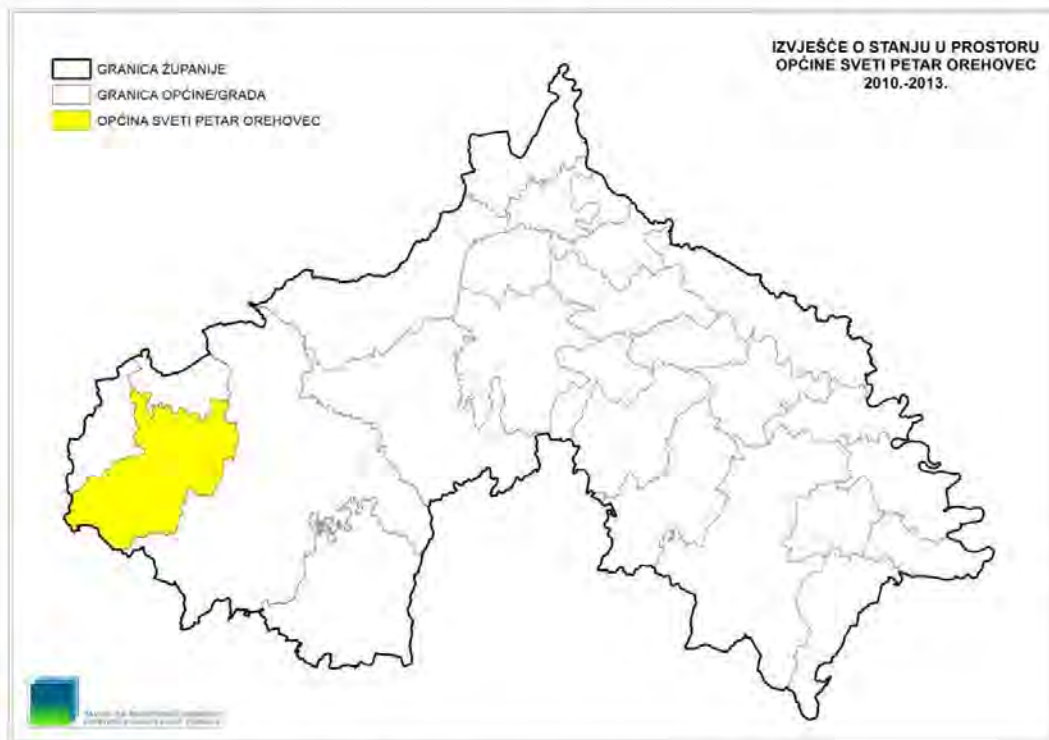 IZVJEŠĆE O STANJU U PROSTORU
OPĆINE SVETI PETAR OREHOVEC
2010.-2013.
GRANICA ŽUPANIJE
GRANICA OPĆINE/GRADA
OPĆINA SVETI PETAR OREHOVEC